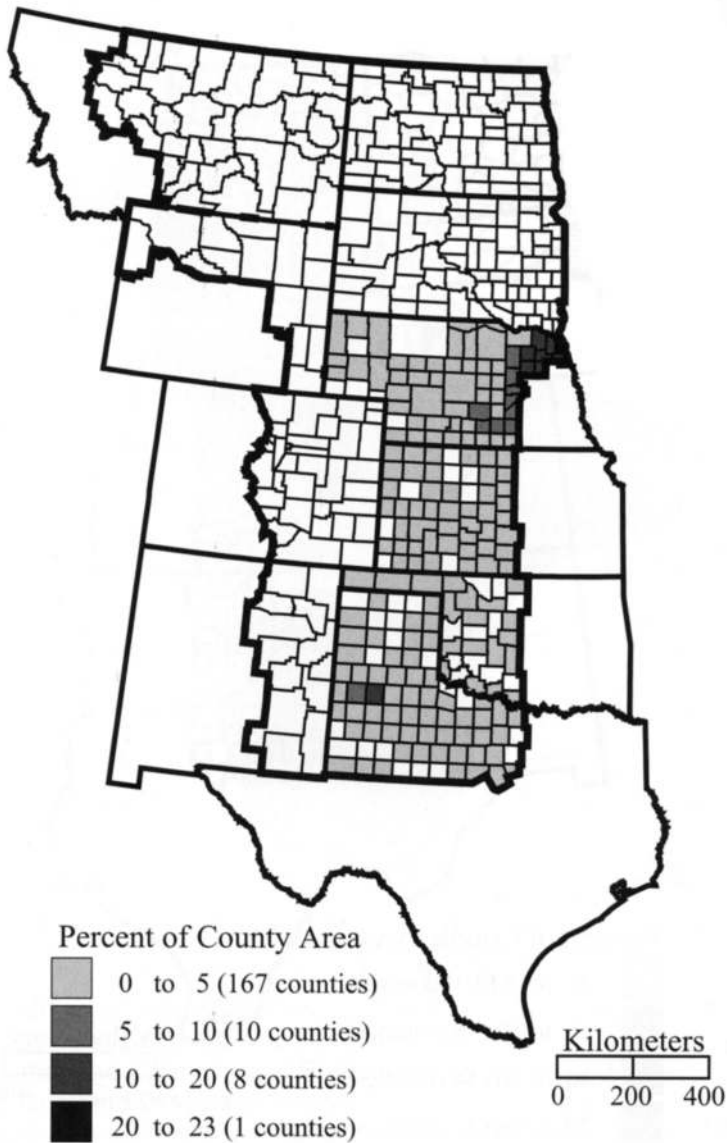 Percent of County Area
0 to 5 (167 counties)
5 to 10 (10 counties)
10 to 20 (8 counties)
20 to 23 (1 counties)
Kilometers
0 200 400